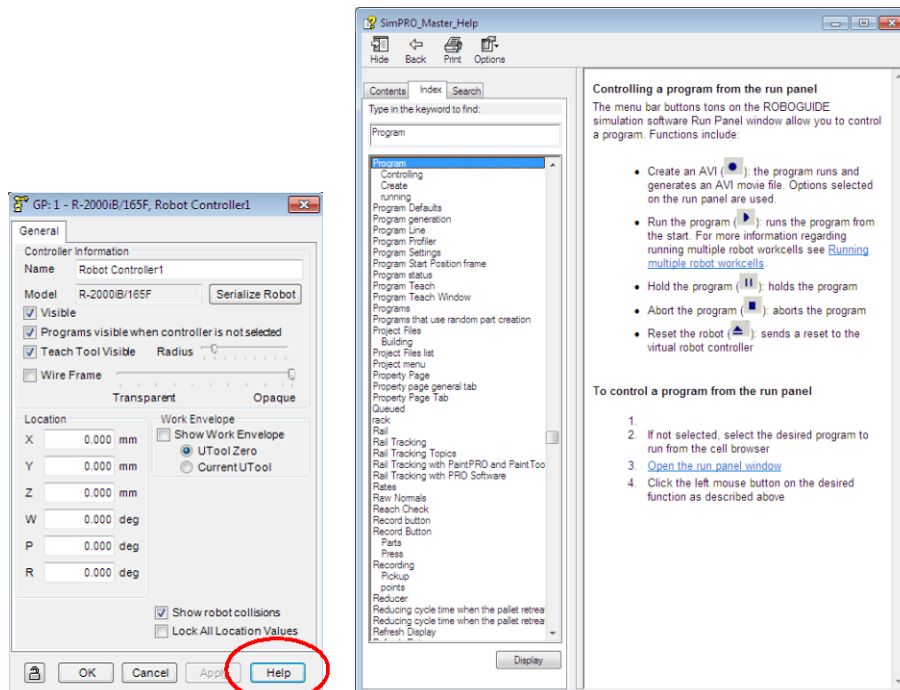 GP: 1 - R-2000iB/165F, Robot Controller1
General
Controller Information
Name Robot Controller1
Model R-2000iB/165F Serialize Robot
Visible
Programs visible when controller is not selected
Teach Tool Visible Radius
Wire Frame
Transparent Opaque
Location Work Envelope
X 0.000 mm Show Work Envelope
UTool Zero
Y 0.000 mm Current UTool
Z 0.000 mm
W 0.000 deg
P 0.000 deg
R 0.000 deg
Show robot collisions
Lock All Location Values
OK Cancel Apply Help
SimPRO_Master_Help
Hide Back Print Options
Contents Index Search
Type in the keyword to find:
Program
Program
Controlling
Create
running
Program Defaults
Program generation
Program Line
Program Profiler
Program Settings
Program Start Position frame
Program status
Program Teach
Program Teach Window
Programs
Programs that use random part creation
Project Files
Building
Project Files list
Project menu
Property Page
Property page general tab
Property Page Tab
Queued
rack
Rail
Rail Tracking
Rail Tracking Topics
Rail Tracking with PaintPRO and PaintToo
Rail Tracking with PRO Software
Rates
Raw Normals
Reach Check
Record button
Record Button
Parts
Press
Recording
Pickup
points
Reducer
Reducing cycle time when the pallet retrea
Reducing cycle time when the pallet retrea
Refresh Display
Display
Controlling a program from the run panel
The menu bar buttons tons on the ROBOGUIDE
simulation software Run Panel window allow you to control
a program. Functions include:
• Create an AVI ( ): the program runs and
generates an AVI movie file. Options selected
on the run panel are used.
• Run the program ( ): runs the program from
the start. For more information regarding
running multiple robot workcells see Running
multiple robot workcells.
• Hold the program ( ): holds the program
• Abort the program ( ): aborts the program
• Reset the robot ( ): sends a reset to the
virtual robot controller
To control a program from the run panel
1.
2. If not selected, select the desired program to
run from the cell browser
3. Open the run panel window
4. Click the left mouse button on the desired
function as described above